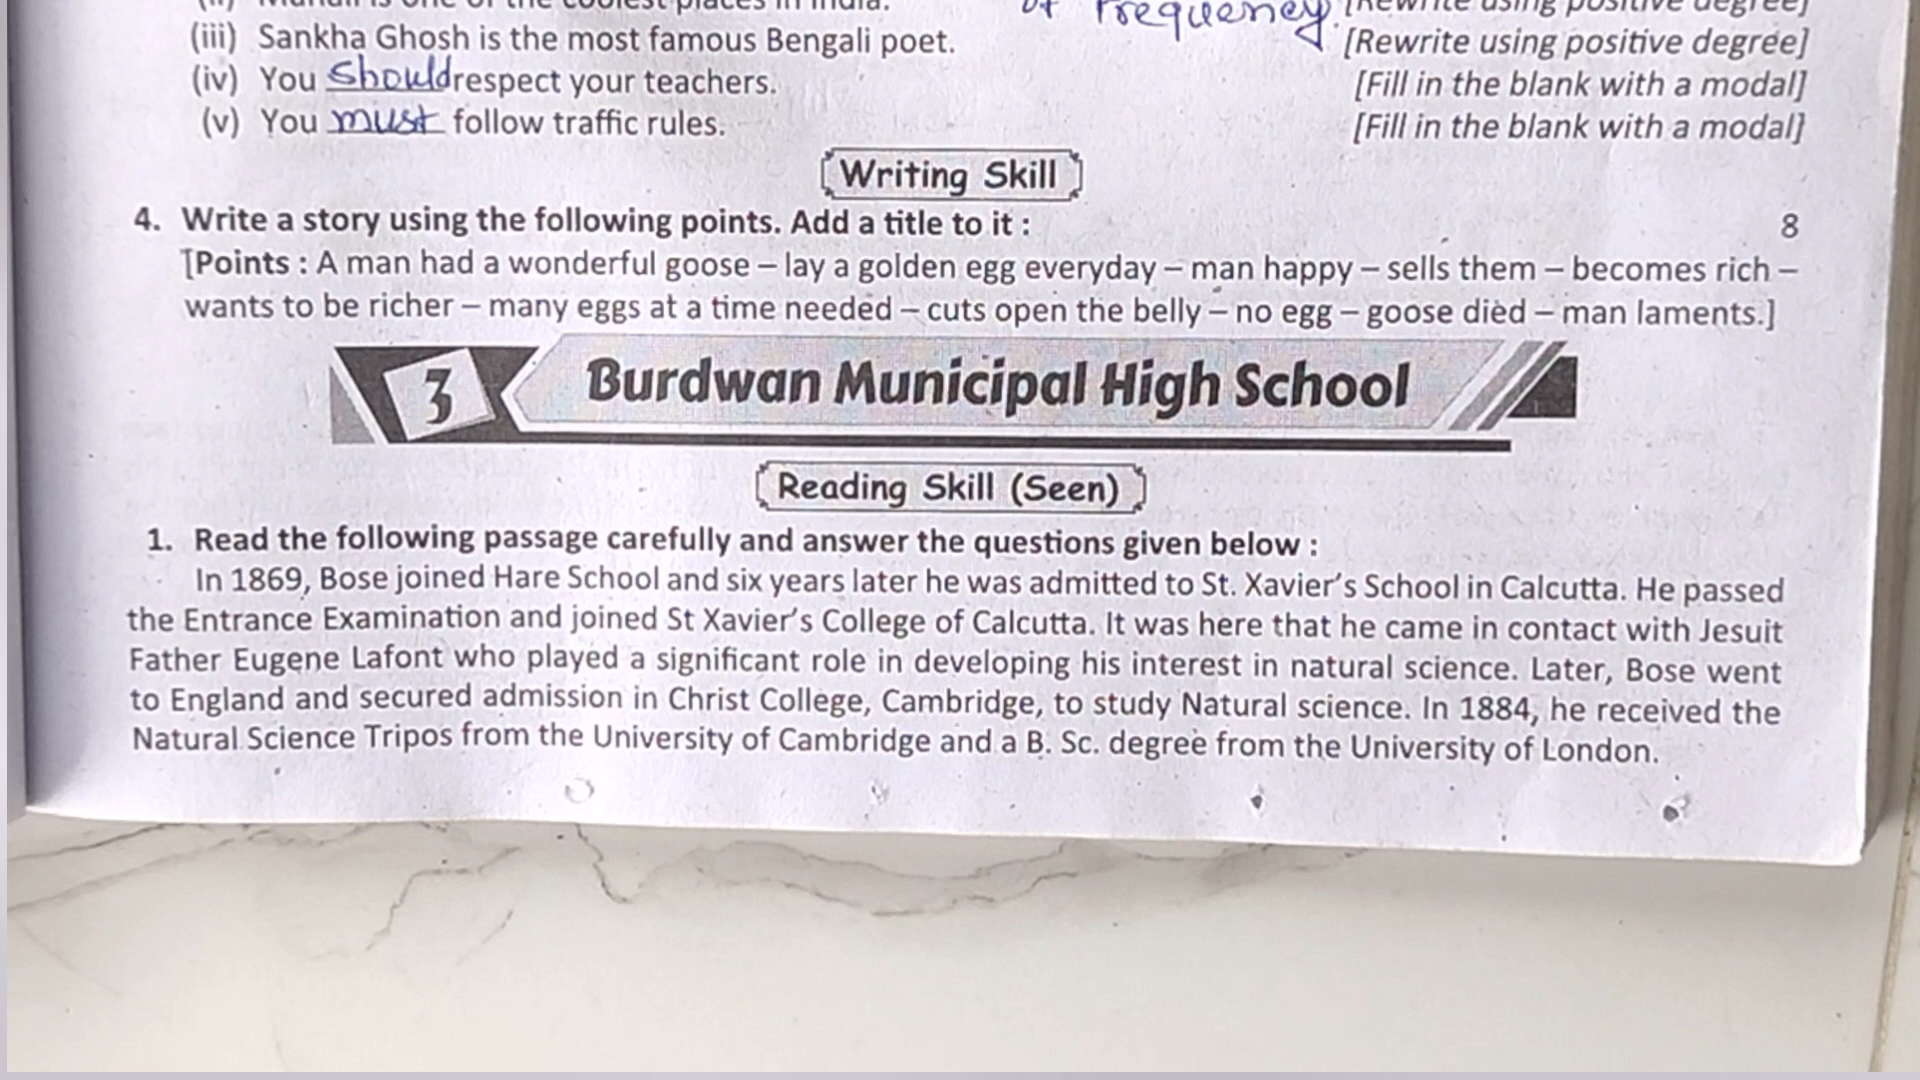 of Frequency. [Rewrite using positive degree]
(iii) Sankha Ghosh is the most famous Bengali poet. [Rewrite using positive degree]
(iv) You should respect your teachers. [Fill in the blank with a modal]
(v) You must follow traffic rules. [Fill in the blank with a modal]
Writing Skill
4. Write a story using the following points. Add a title to it : 8
[Points : A man had a wonderful goose – lay a golden egg everyday – man happy – sells them – becomes rich –
wants to be richer – many eggs at a time needed – cuts open the belly – no egg – goose died – man laments.]
3 Burdwan Municipal High School
Reading Skill (Seen)
1. Read the following passage carefully and answer the questions given below :
In 1869, Bose joined Hare School and six years later he was admitted to St. Xavier's School in Calcutta. He passed
the Entrance Examination and joined St Xavier's College of Calcutta. It was here that he came in contact with Jesuit
Father Eugene Lafont who played a significant role in developing his interest in natural science. Later, Bose went
to England and secured admission in Christ College, Cambridge, to study Natural science. In 1884, he received the
Natural Science Tripos from the University of Cambridge and a B. Sc. degree from the University of London.